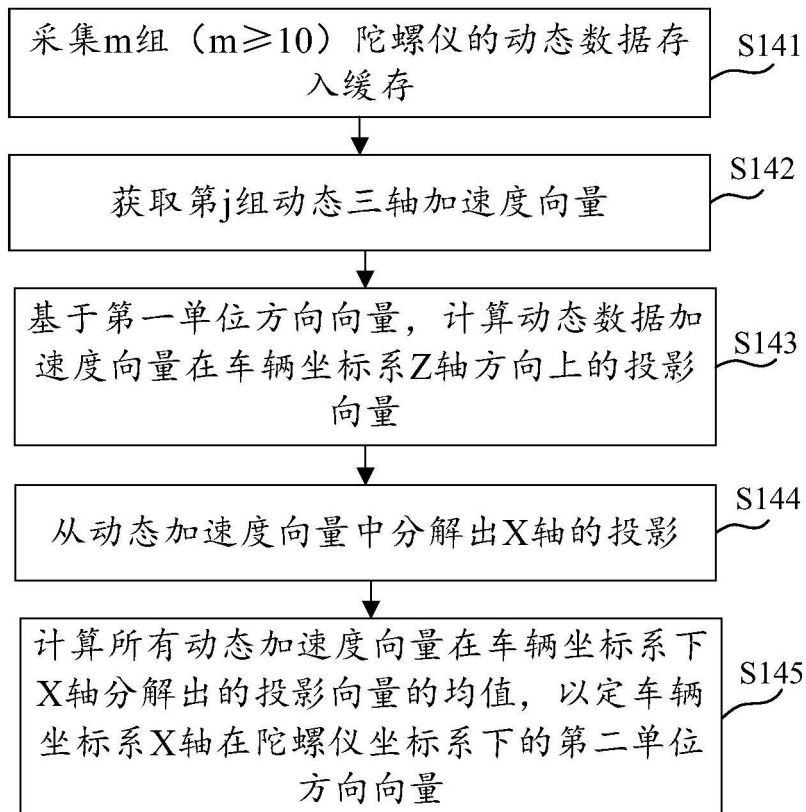 采集m组（m≥10）陀螺仪的动态数据存
入缓存
S141
获取第j组动态三轴加速度向量
S142
基于第一单位方向向量，计算动态数据加
速度向量在车辆坐标系Z轴方向上的投影
向量
S143
从动态加速度向量中分解出X轴的投影
S144
计算所有动态加速度向量在车辆坐标系下
X轴分解出的投影向量的均值，以定车辆
坐标系X轴在陀螺仪坐标系下的第二单位
方向向量
S145